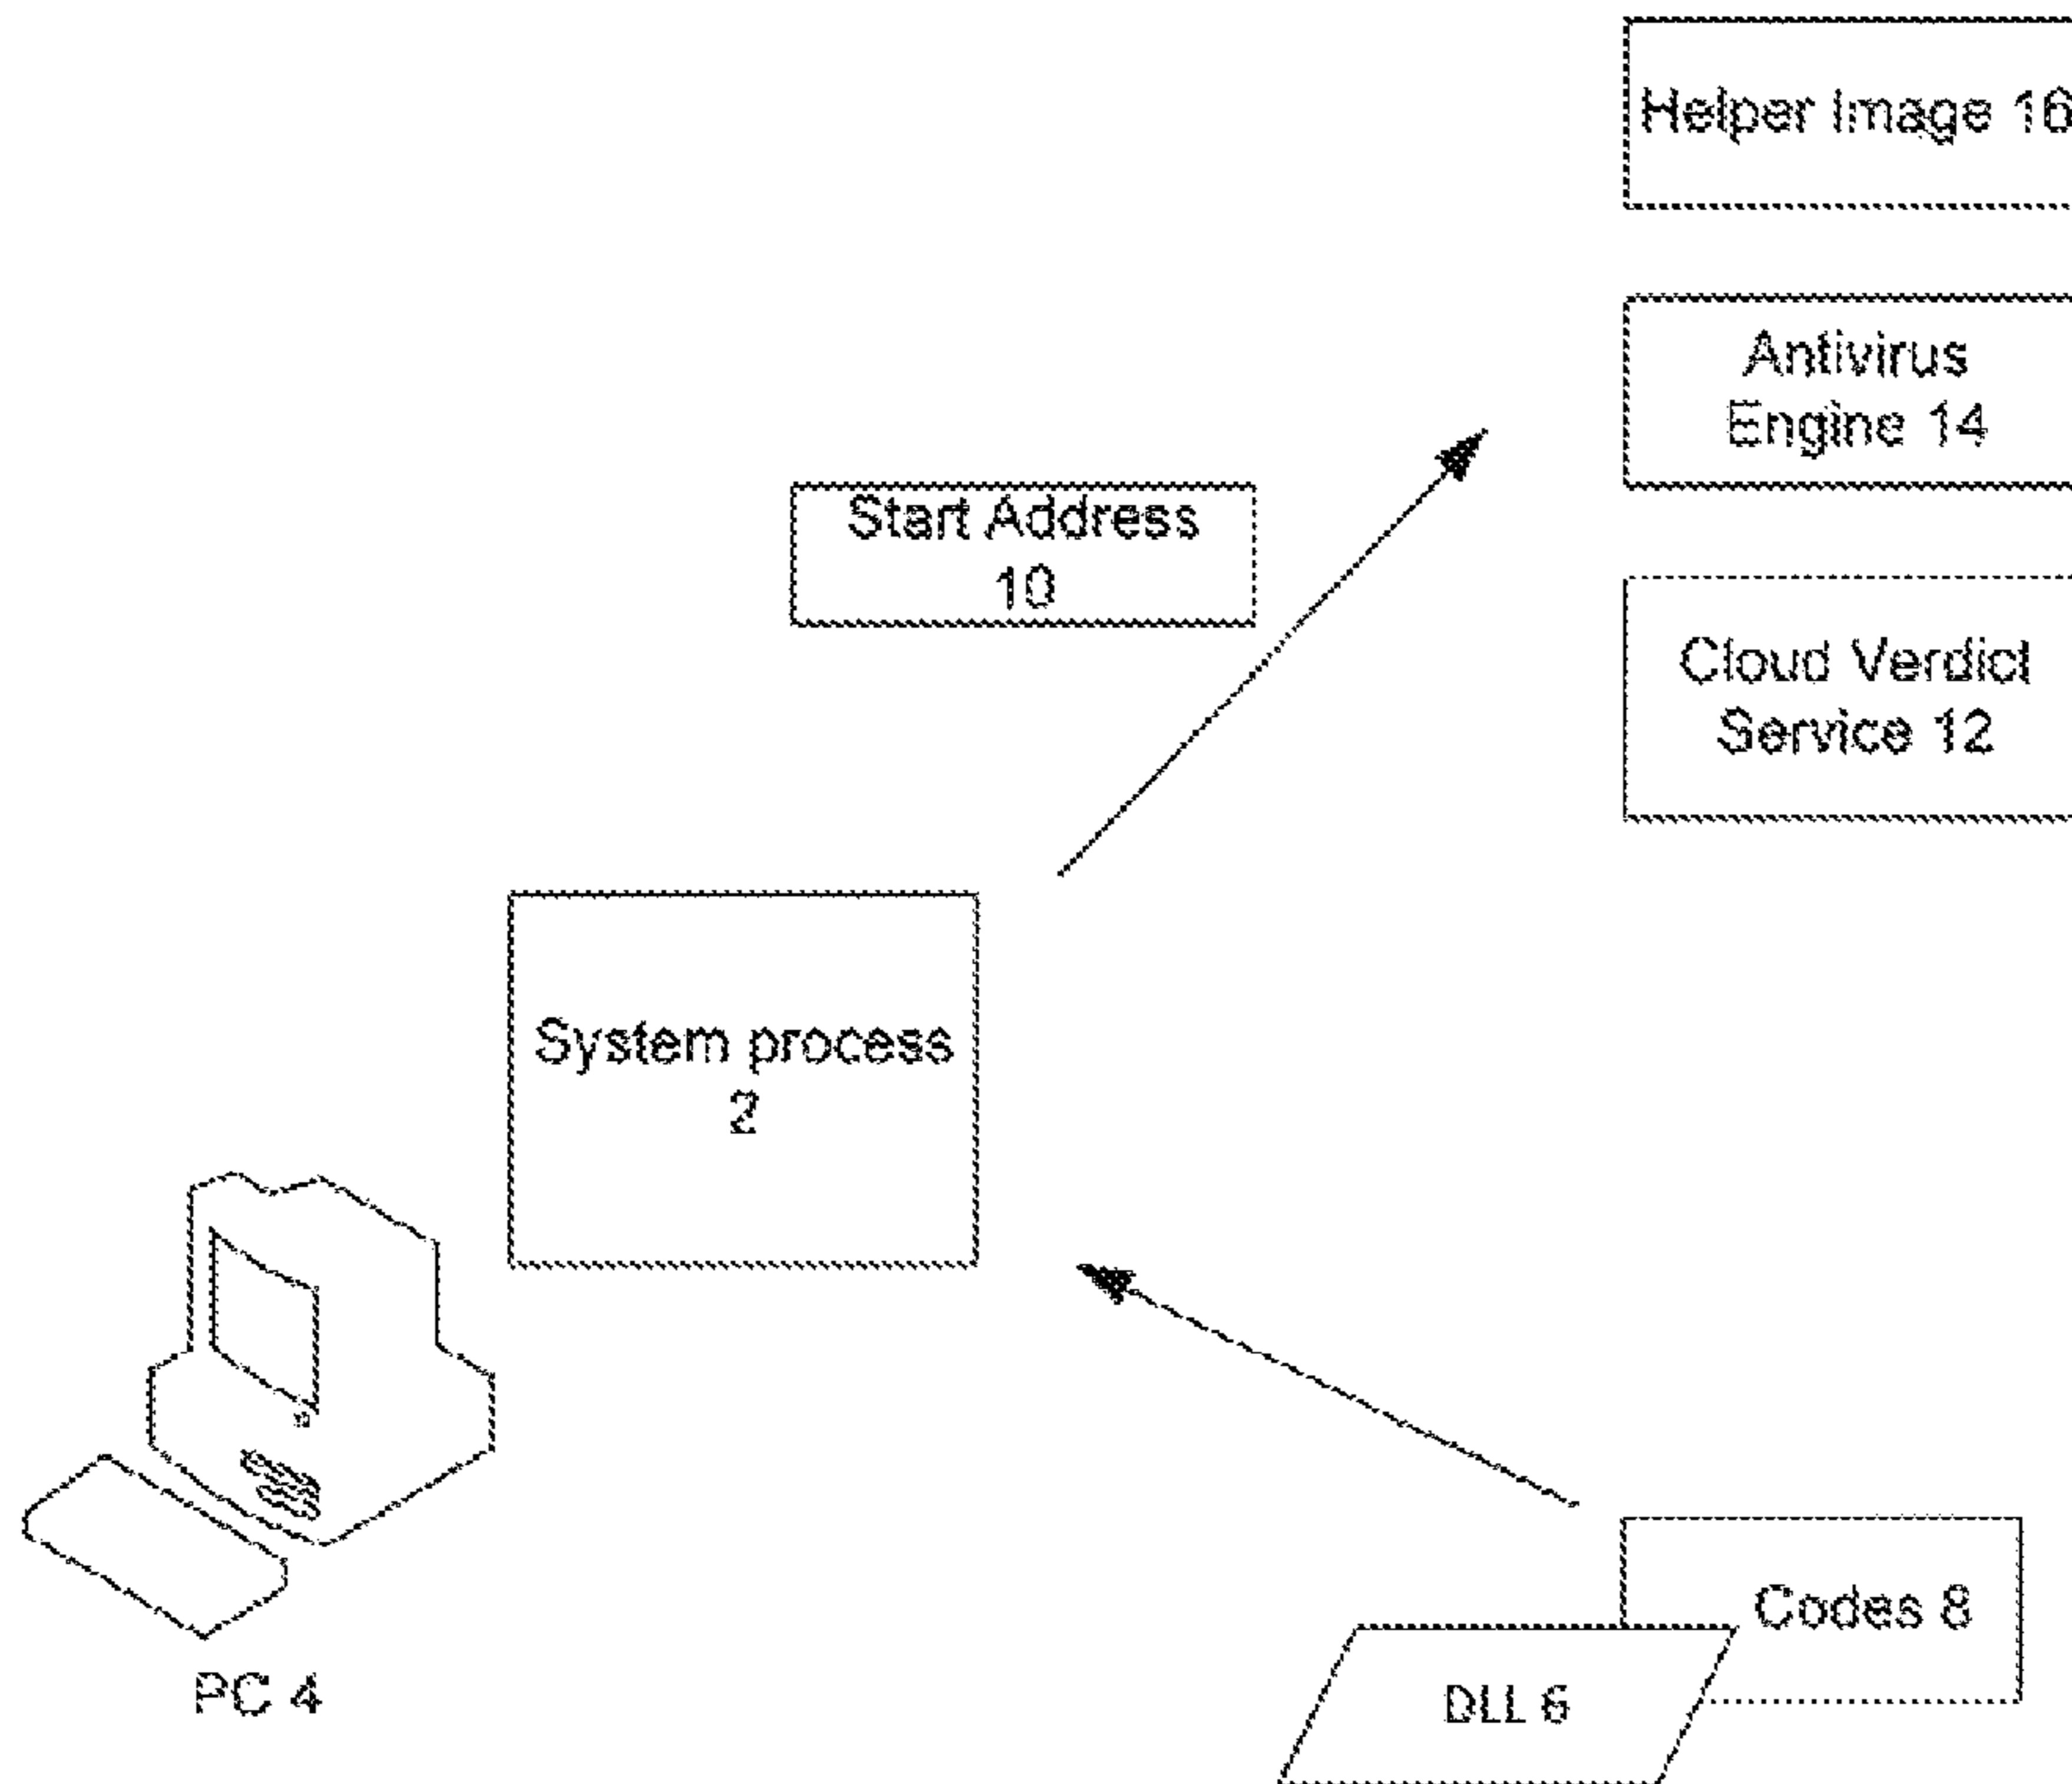 Helper Image 16
Antivirus
Engine 14
Start Address
10
Cloud Verdict
Service 12
System process
2
Codes 8
DLL 6
PC 4